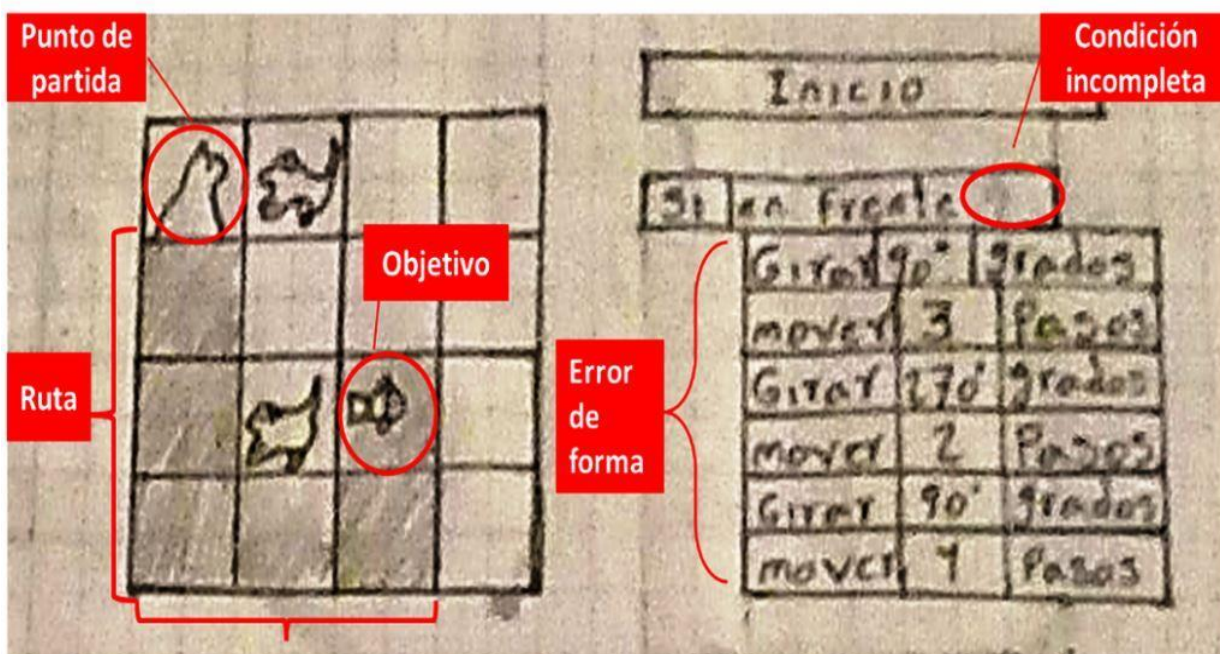 Punto de
partida
Objetivo
Ruta
Inicio
Condición
incompleta
Si en frente
Error
de
forma
Girar 90° grados
mover 3 Pasos
Girar 270° grados
mover 2 Pasos
Girar 90° grados
mover 1 Pasos